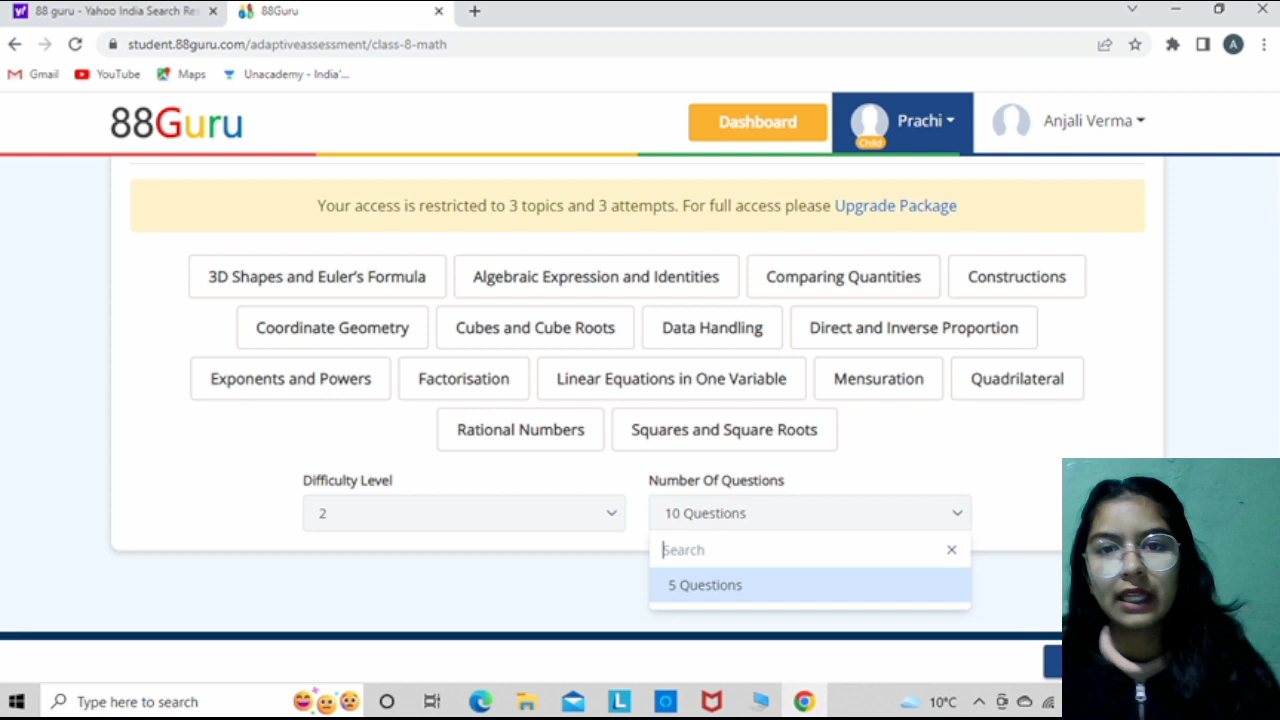 88 guru - Yahoo India Search Res
88Guru
student.88guru.com/adaptiveassessment/class-8-math
A
Gmail
YouTube
Maps
Unacademy - India'...
88Guru
Dashboard
Child
Prachi
Anjali Verma
Your access is restricted to 3 topics and 3 attempts. For full access please Upgrade Package
3D Shapes and Euler's Formula
Algebraic Expression and Identities
Comparing Quantities
Constructions
Coordinate Geometry
Cubes and Cube Roots
Data Handling
Direct and Inverse Proportion
Exponents and Powers
Factorisation
Linear Equations in One Variable
Mensuration
Quadrilateral
Rational Numbers
Squares and Square Roots
Difficulty Level
Number Of Questions
2
10 Questions
Search
5 Questions
Type here to search
10°C